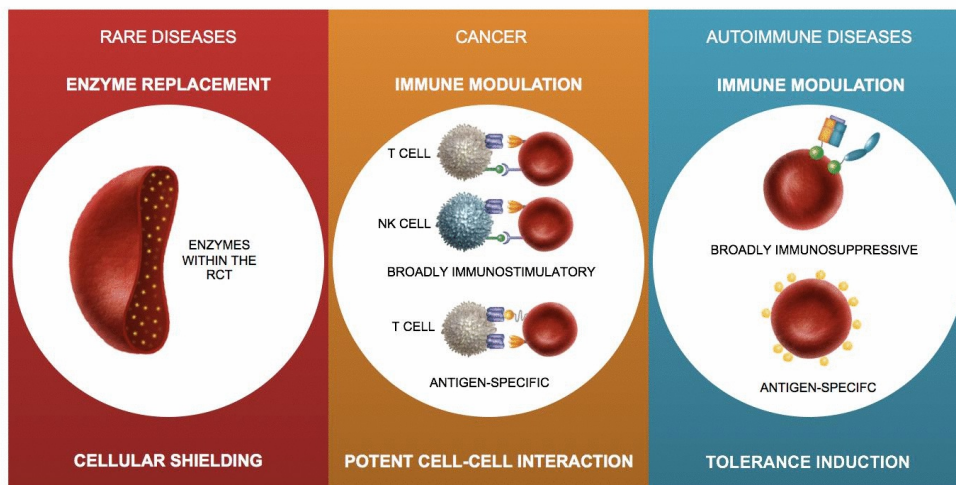 RARE DISEASES
ENZYME REPLACEMENT
ENZYMES
WITHIN THE
RCT
CELLULAR SHIELDING
CANCER
IMMUNE MODULATION
T CELL
NK CELL
BROADLY IMMUNOSTIMULATORY
T CELL
ANTIGEN-SPECIFIC
POTENT CELL-CELL INTERACTION
AUTOIMMUNE DISEASES
IMMUNE MODULATION
BROADLY IMMUNOSUPPRESSIVE
ANTIGEN-SPECIFC
TOLERANCE INDUCTION